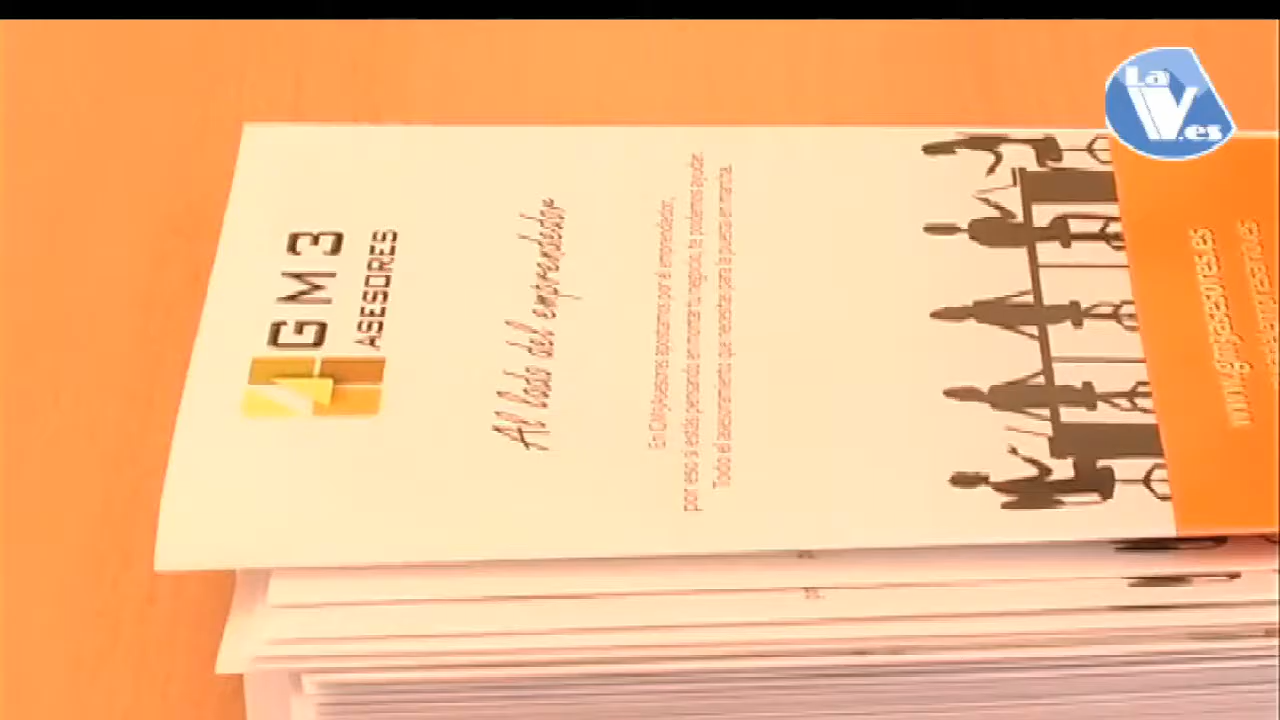 GM3
ASESORES
Al lado del emprendedor
En GM3 Asesores apostamos por el emprendedor,
por eso si estás pensando en montar tu negocio, te podemos ayudar.
Todo el asesoramiento que necesitas para la puesta en marcha.
www.gm3asesores.es
La
V.es